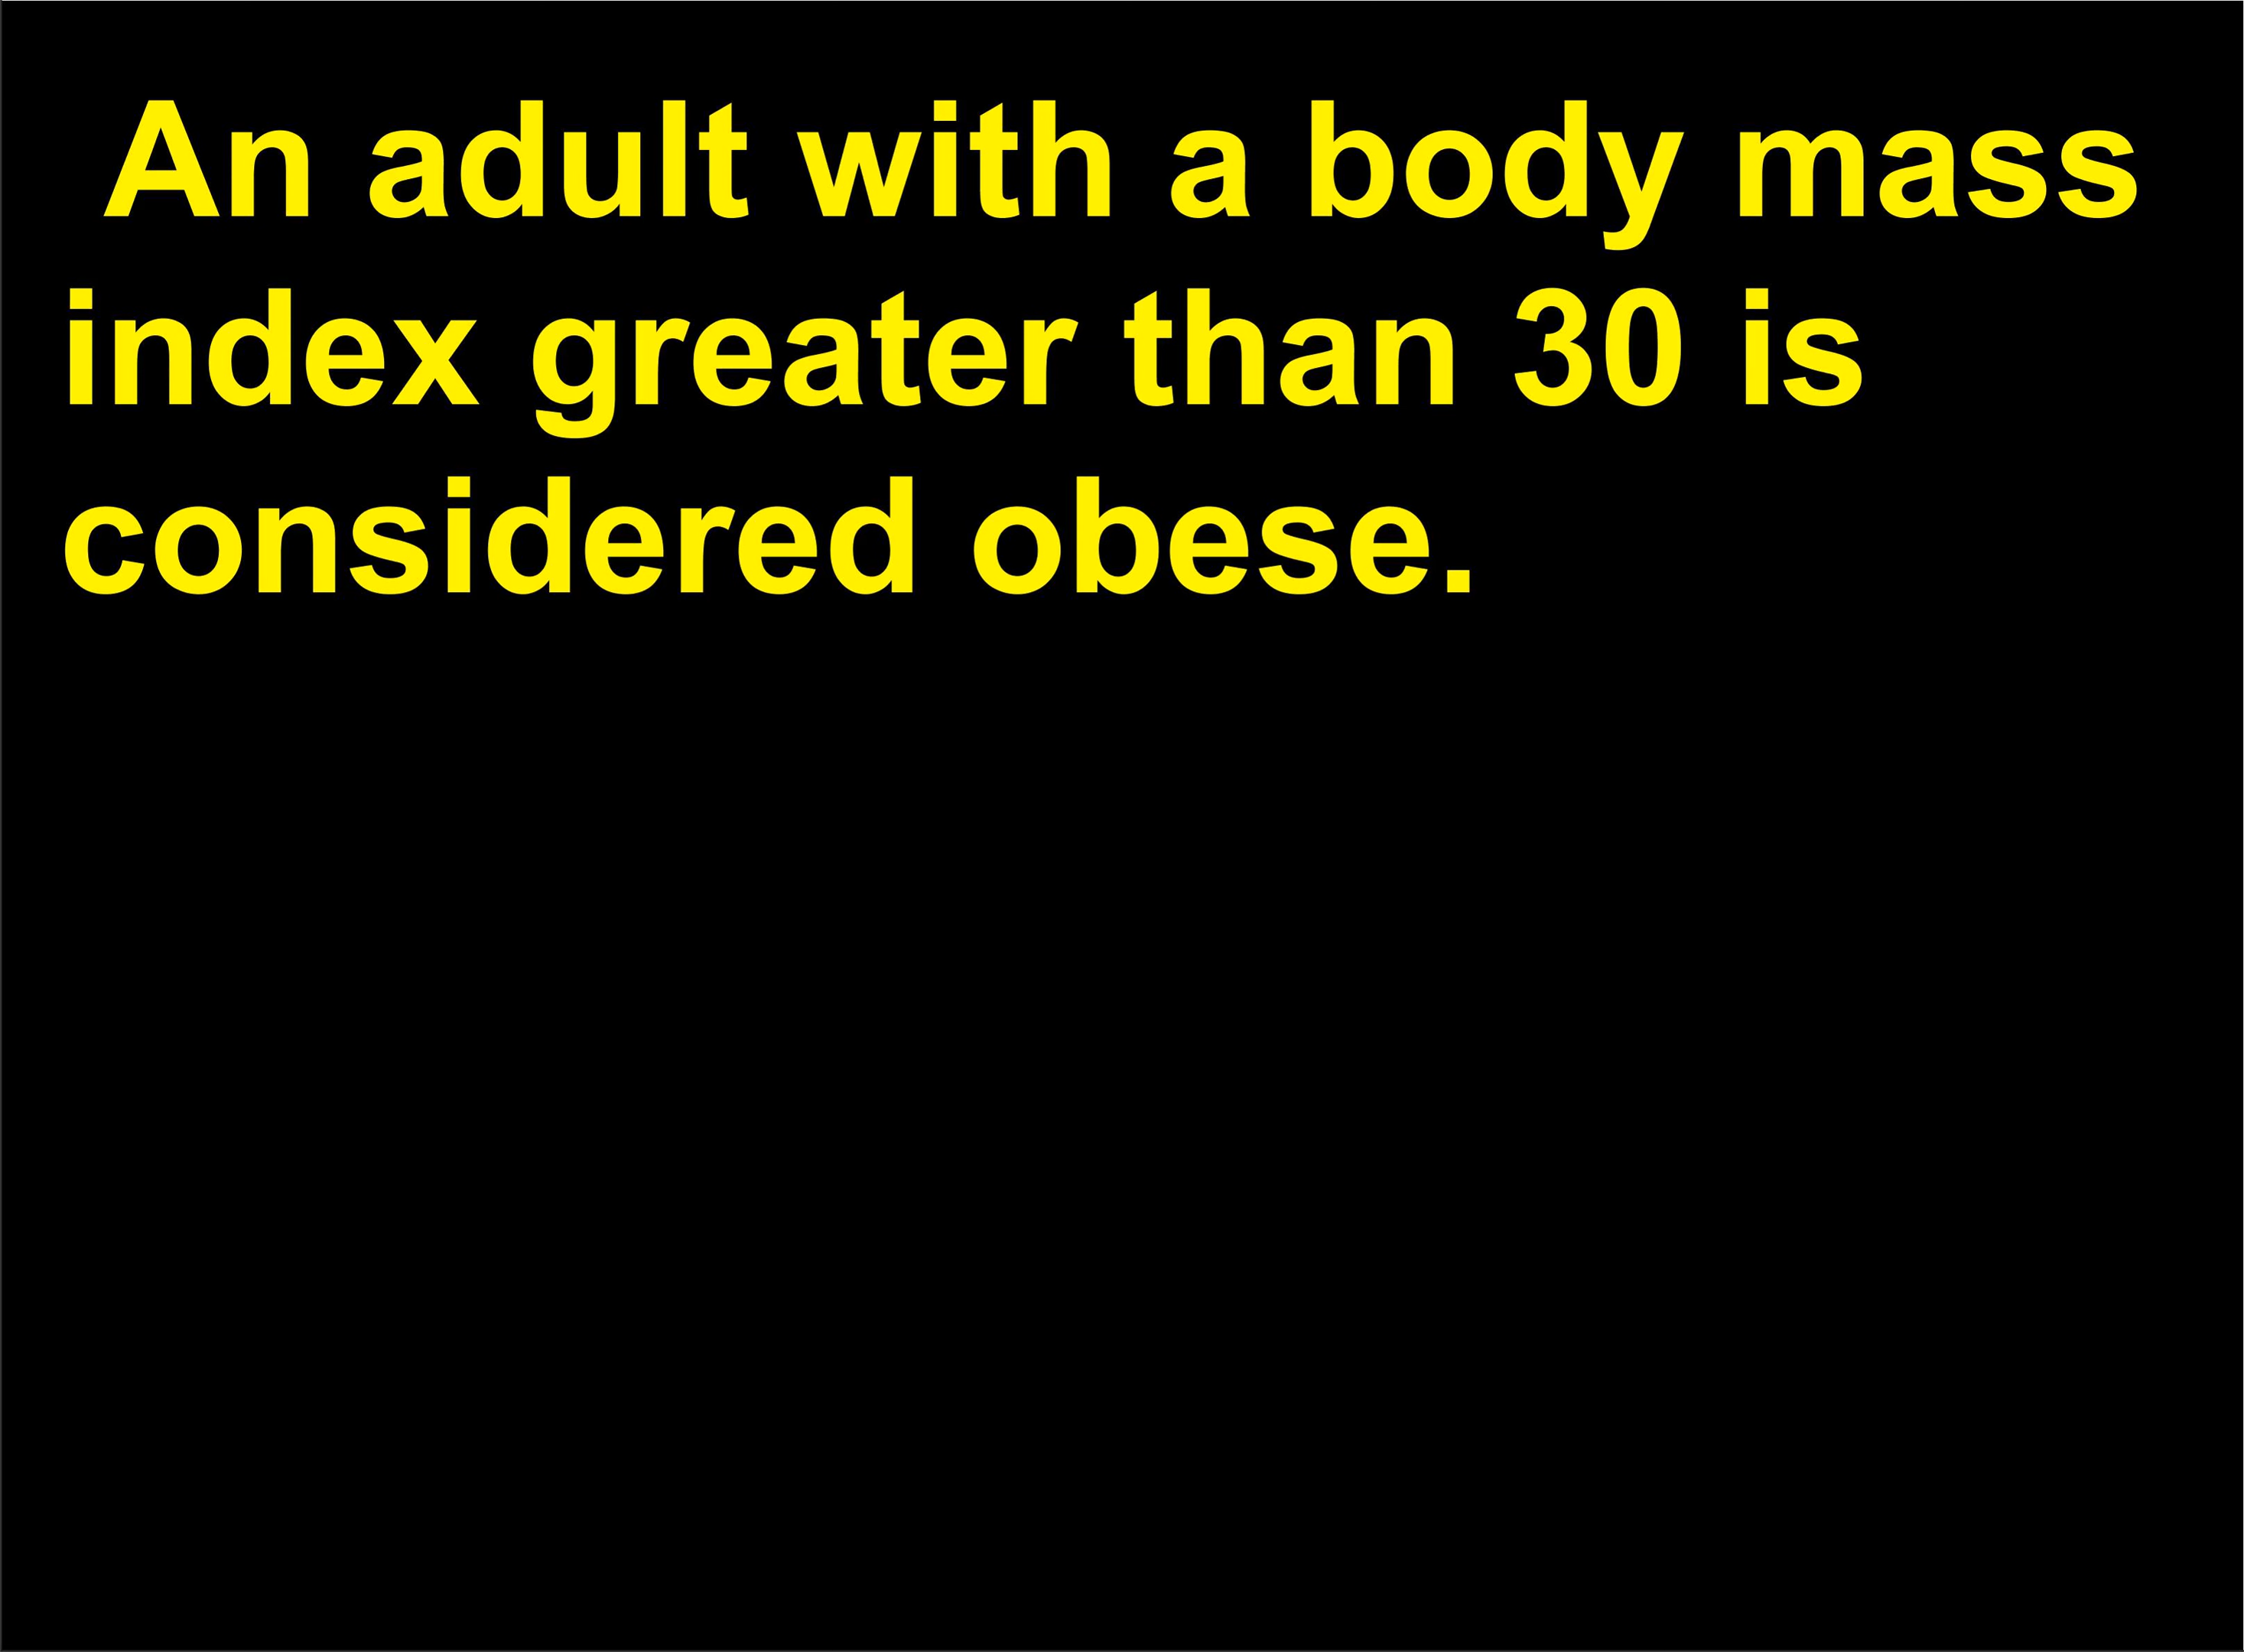 An adult with a body mass
index greater than 30 is
considered obese.